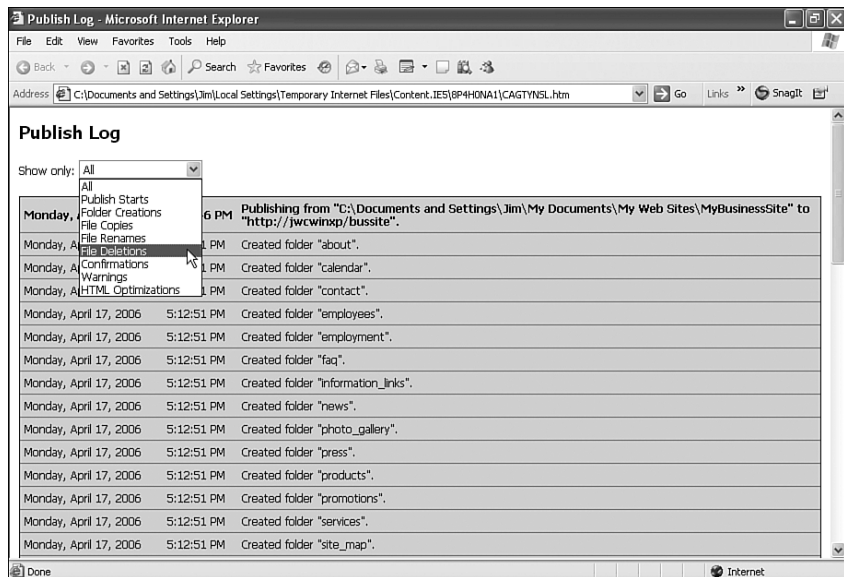 Publish Log - Microsoft Internet Explorer
File Edit View Favorites Tools Help
Back Search Favorites
Address C:\Documents and Settings\Jim\Local Settings\Temporary Internet Files\Content.IE5\8P4H0NA1\CAGTYNSL.htm Go Links » SnagIt
Publish Log
Show only: All
All
Publish Starts
Folder Creations
File Copies
File Renames
File Deletions
Confirmations
Warnings
HTML Optimizations
Monday, 6 PM Publishing from "C:\Documents and Settings\Jim\My Documents\My Web Sites\MyBusinessSite" to
"http://jwcwinxp/bussite".
Monday, Ap 1 PM Created folder "about".
Monday, Ap 1 PM Created folder "calendar".
Monday, Ap 1 PM Created folder "contact".
Monday, April 17, 2006 5:12:51 PM Created folder "employees".
Monday, April 17, 2006 5:12:51 PM Created folder "employment".
Monday, April 17, 2006 5:12:51 PM Created folder "faq".
Monday, April 17, 2006 5:12:51 PM Created folder "information_links".
Monday, April 17, 2006 5:12:51 PM Created folder "news".
Monday, April 17, 2006 5:12:51 PM Created folder "photo_gallery".
Monday, April 17, 2006 5:12:51 PM Created folder "press".
Monday, April 17, 2006 5:12:51 PM Created folder "products".
Monday, April 17, 2006 5:12:51 PM Created folder "promotions".
Monday, April 17, 2006 5:12:51 PM Created folder "services".
Monday, April 17, 2006 5:12:51 PM Created folder "site_map".
Done Internet